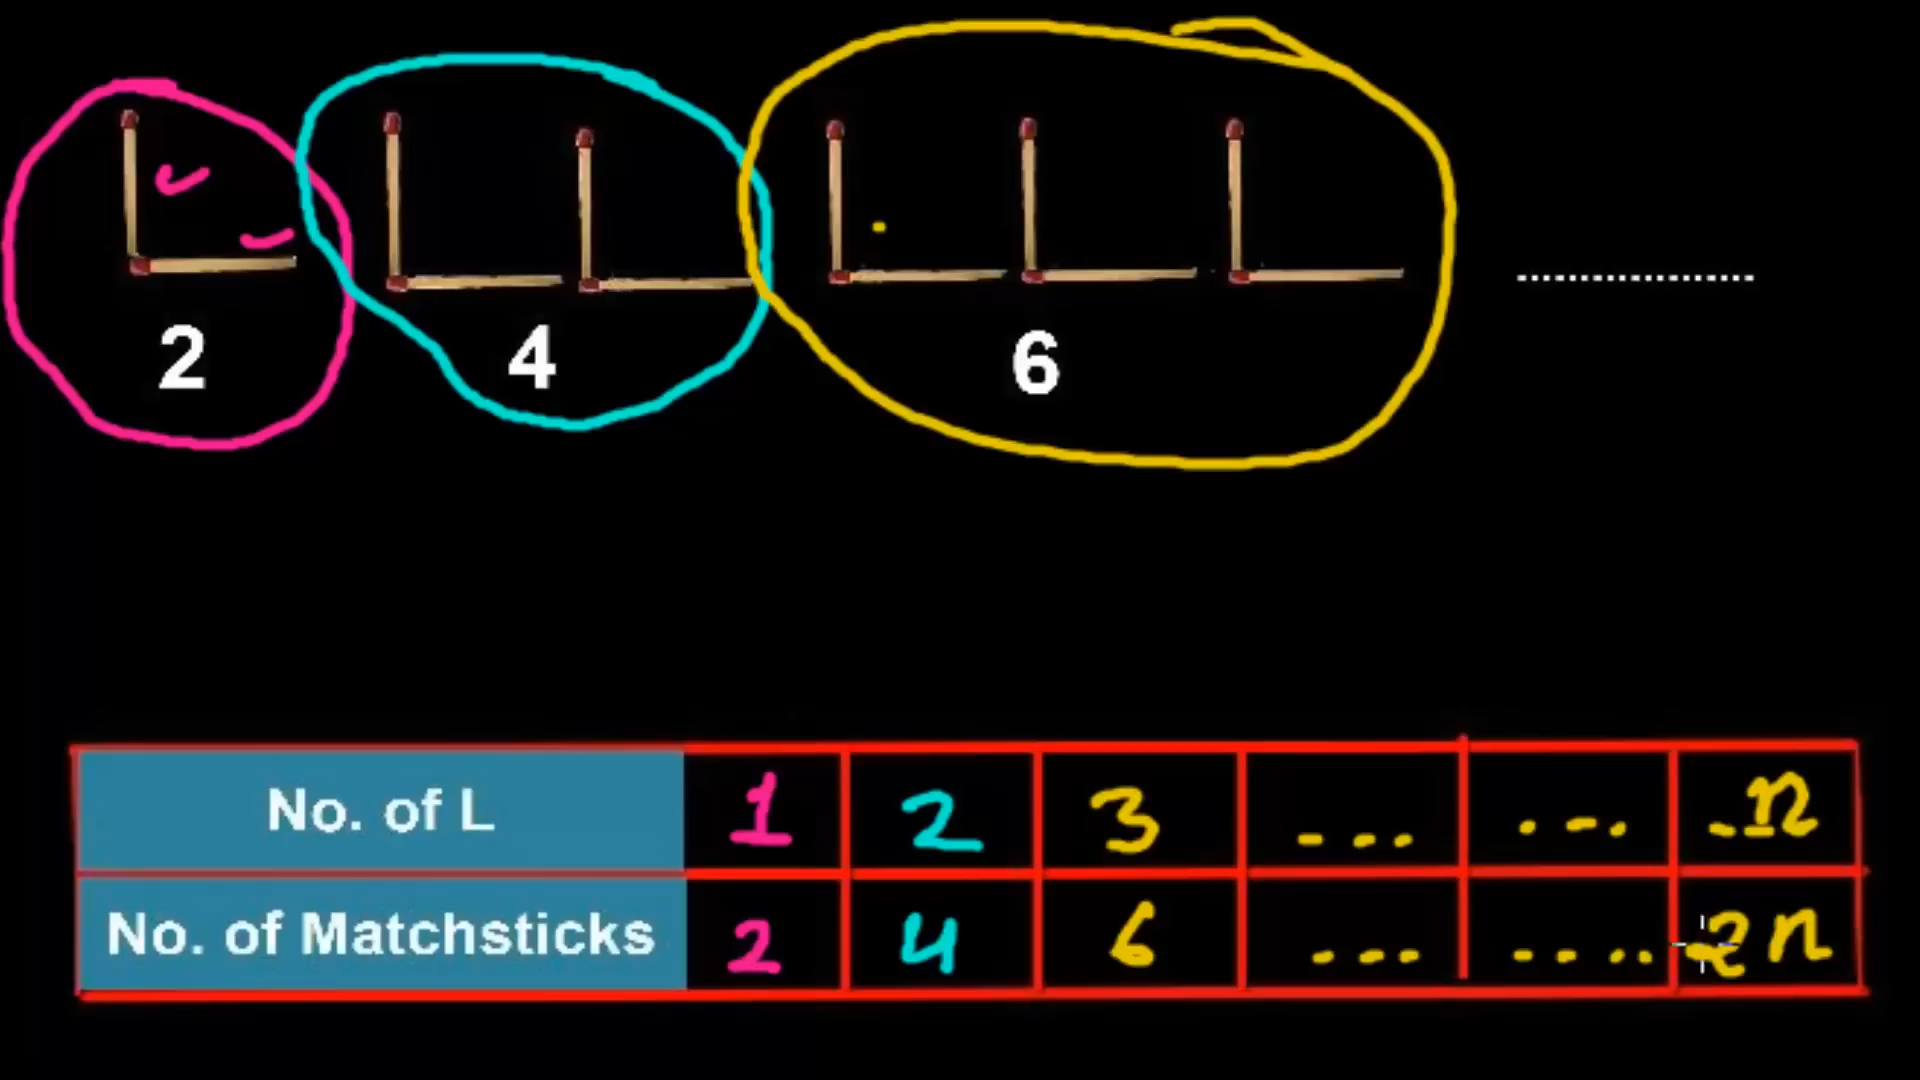 2 4 6 ...............
No. of L 1 2 3 --- .-. ..n
No. of Matchsticks 2 4 6 --- ---.. 2n